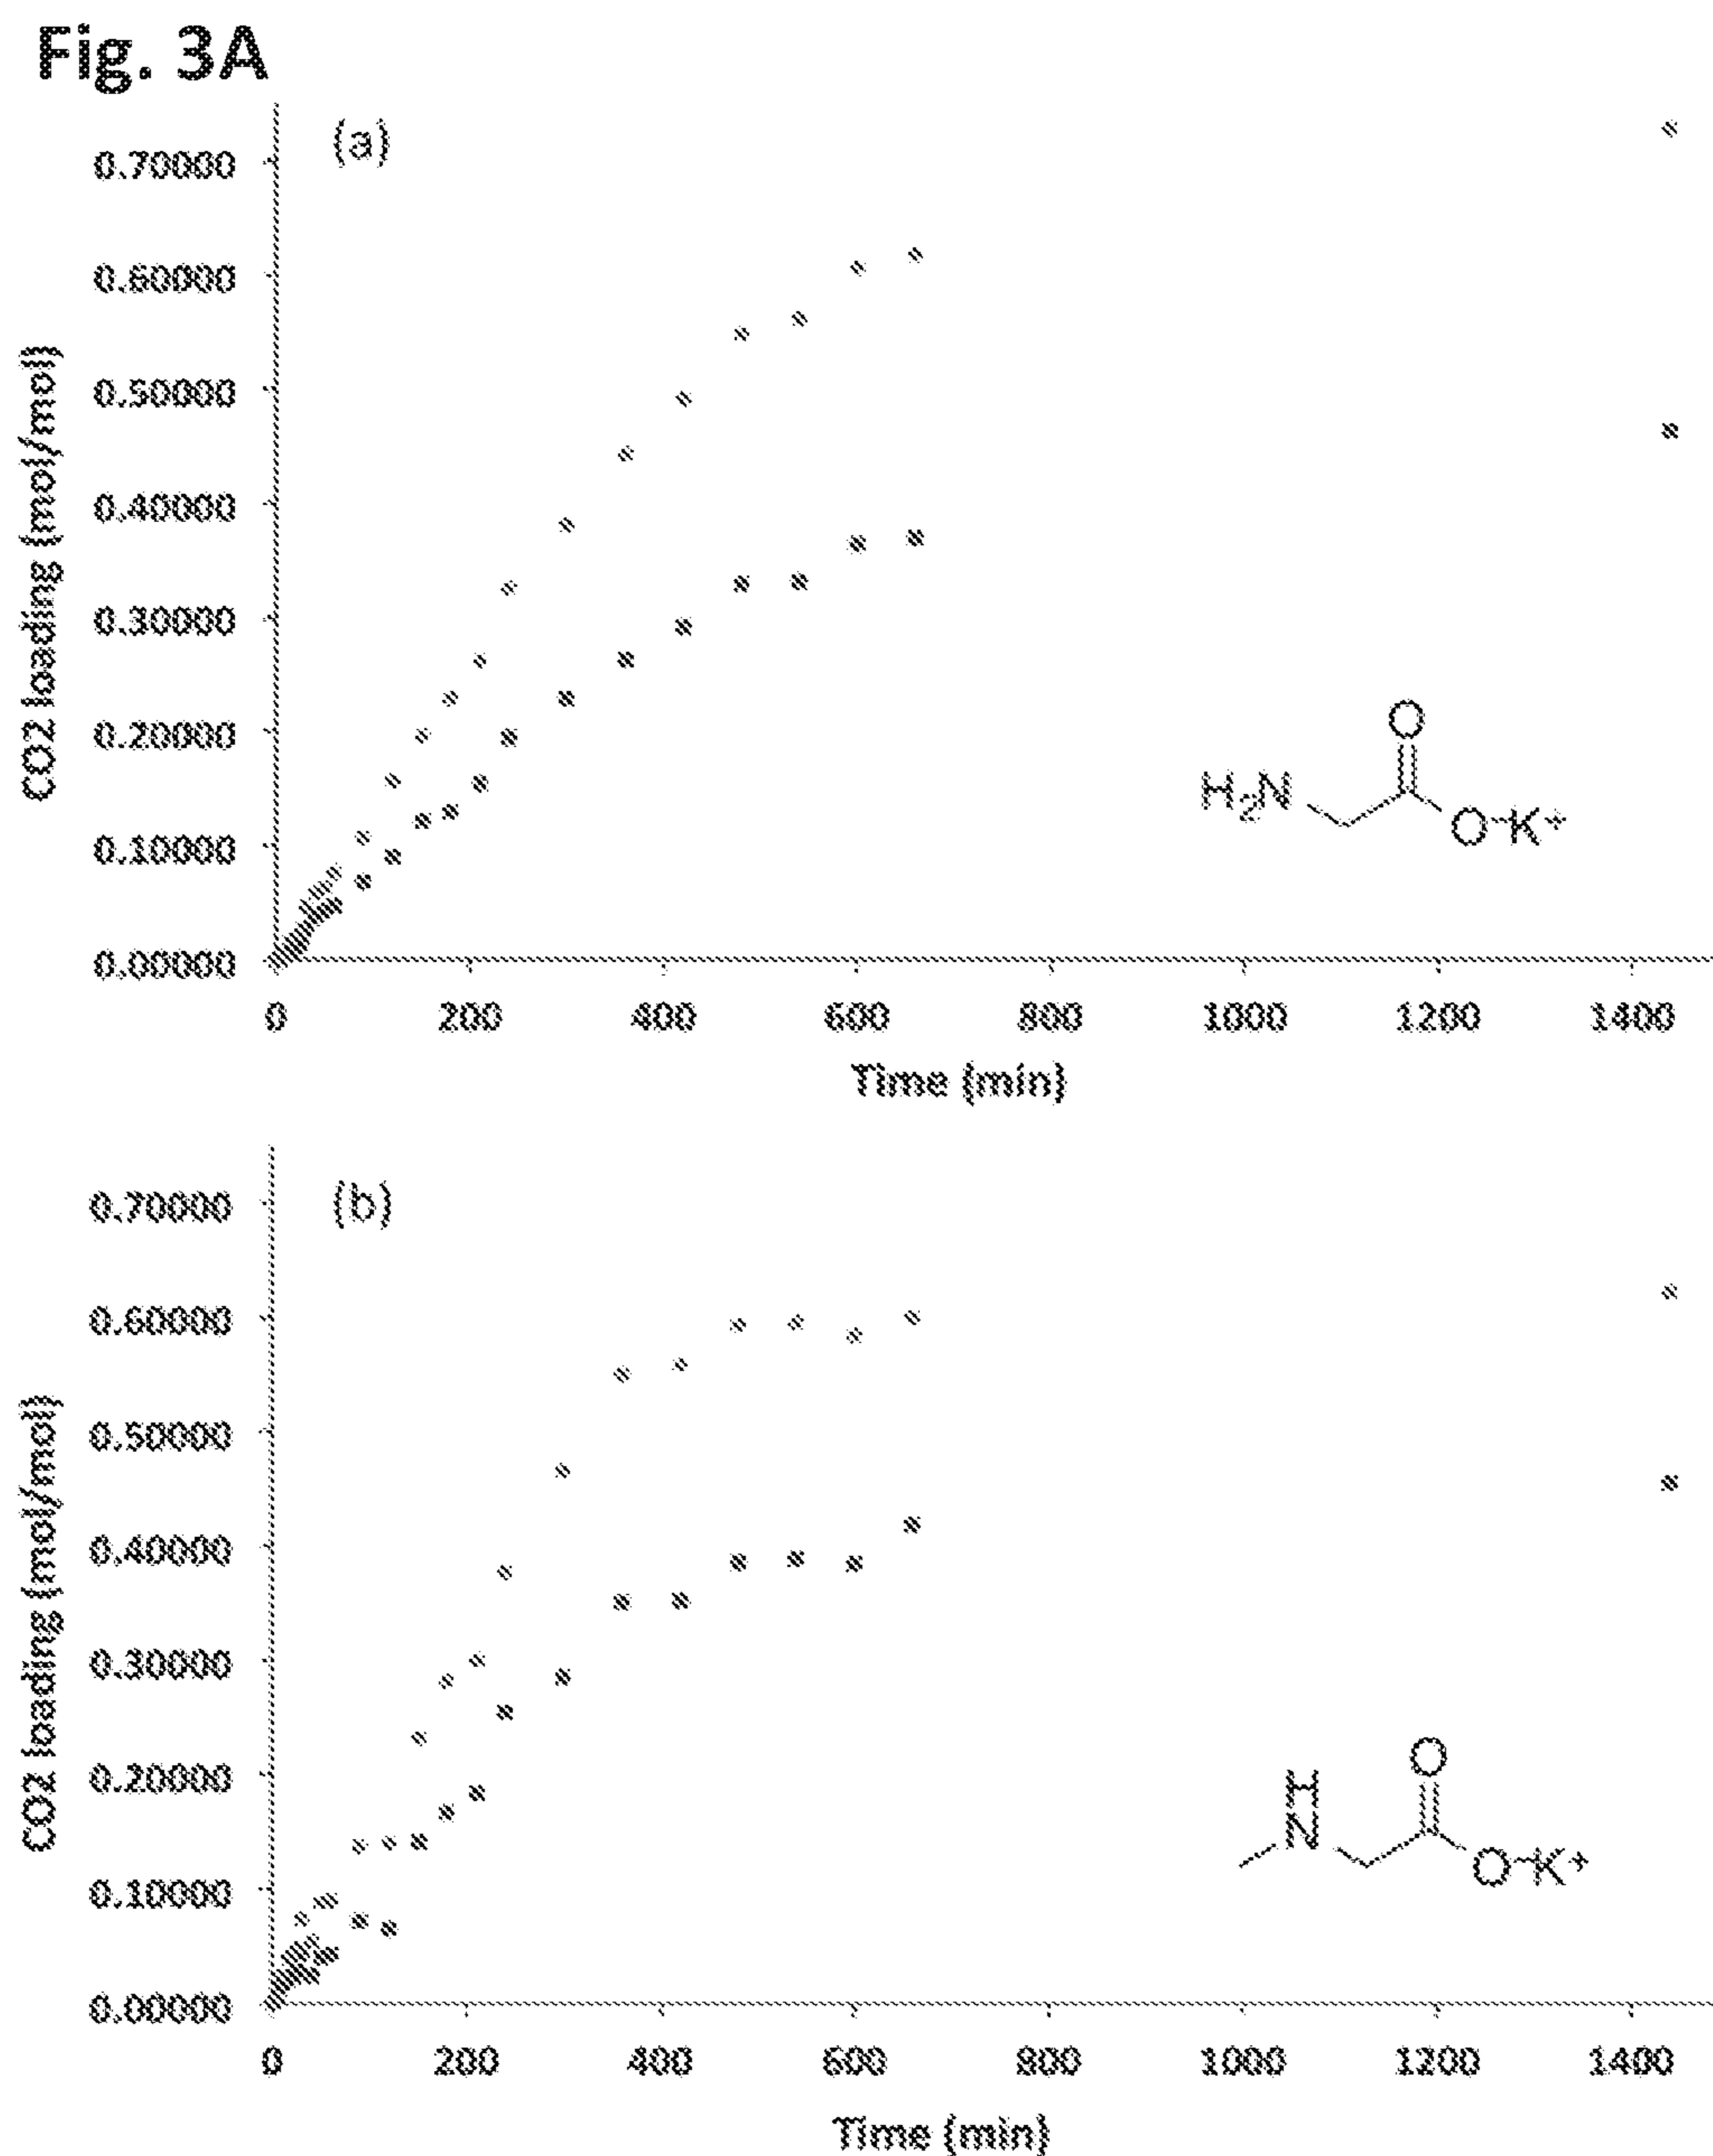 Fig. 3A
(a)
0.70000
0.60000
0.50000
0.40000
0.30000
0.20000
0.10000
0.00000
CO2 loading (mol/mol)
0 200 400 600 800 1000 1200 1400
Time (min)
O
H2N
O-K+
(b)
0.70000
0.60000
0.50000
0.40000
0.30000
0.20000
0.10000
0.00000
CO2 loading (mol/mol)
0 200 400 600 800 1000 1200 1400
Time (min)
O
H
N
O-K+